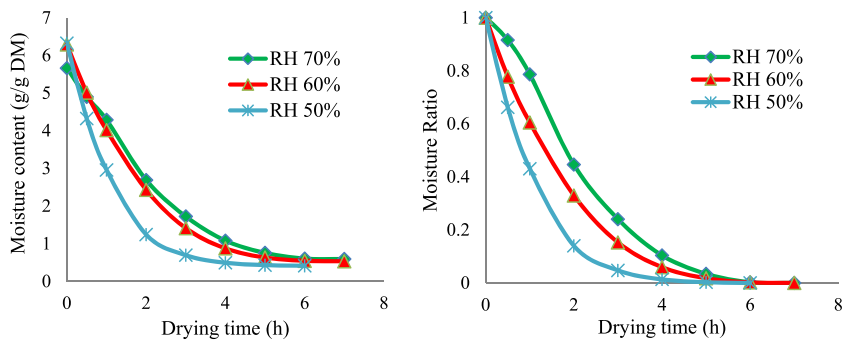 7
6
5
4
3
2
1
0
Moisture content (g/g DM)
RH 70%
RH 60%
RH 50%
0
2
4
6
8
Drying time (h)
1
0.8
0.6
0.4
0.2
0
Moisture Ratio
RH 70%
RH 60%
RH 50%
0
2
4
6
8
Drying time (h)